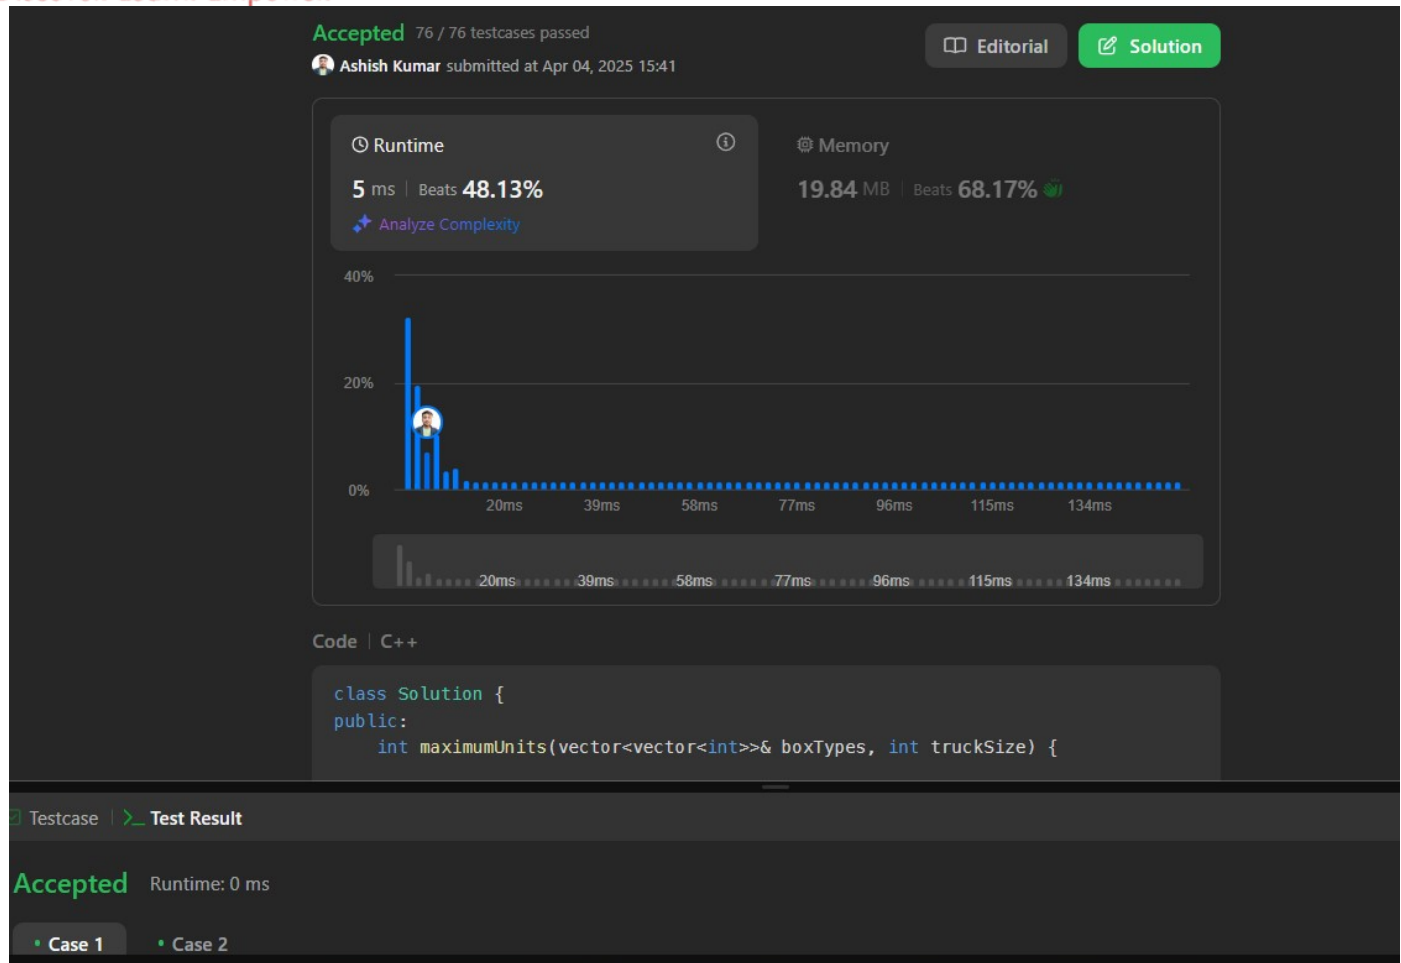 Accepted 76 / 76 testcases passed
Editorial
Solution
Ashish Kumar submitted at Apr 04, 2025 15:41
Runtime
Memory
5 ms | Beats 48.13%
19.84 MB | Beats 68.17%
Analyze Complexity
40%
20%
0%
20ms 39ms 58ms 77ms 96ms 115ms 134ms
20ms 39ms 58ms 77ms 96ms 115ms 134ms
Code | C++
class Solution {
public:
    int maximumUnits(vector<vector<int>>& boxTypes, int truckSize) {
Testcase | >_ Test Result
Accepted Runtime: 0 ms
• Case 1 • Case 2